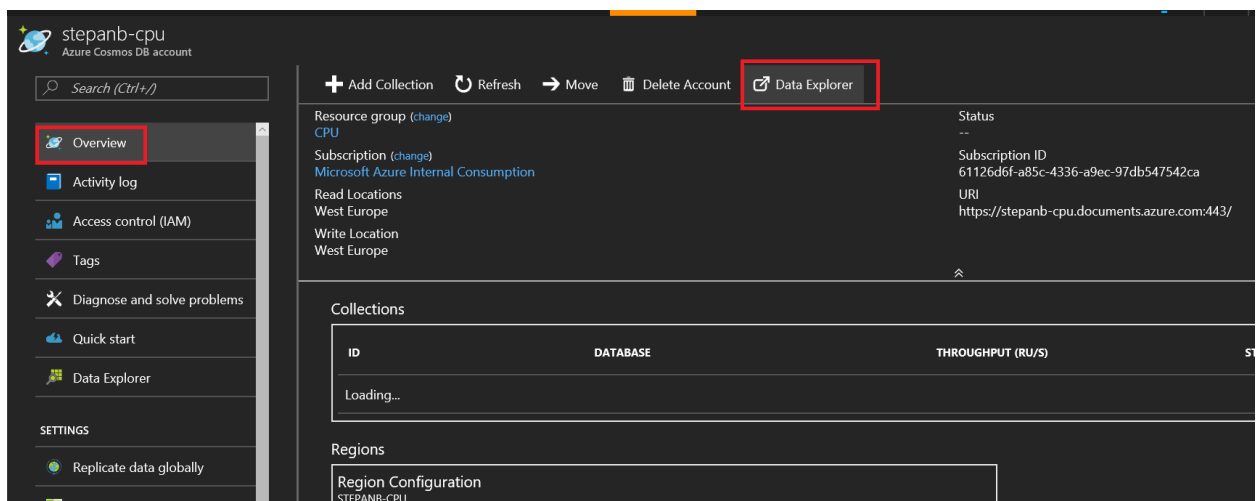 stepanb-cpu
Azure Cosmos DB account
Search (Ctrl+/)
Overview
Activity log
Access control (IAM)
Tags
Diagnose and solve problems
Quick start
Data Explorer
SETTINGS
Replicate data globally
Add Collection Refresh Move Delete Account Data Explorer
Resource group (change)
CPU
Subscription (change)
Microsoft Azure Internal Consumption
Read Locations
West Europe
Write Location
West Europe
Status
--
Subscription ID
61126d6f-a85c-4336-a9ec-97db547542ca
URI
https://stepanb-cpu.documents.azure.com:443/
Collections
ID DATABASE THROUGHPUT (RU/S) ST
Loading...
Regions
Region Configuration
STEPANB-CPU